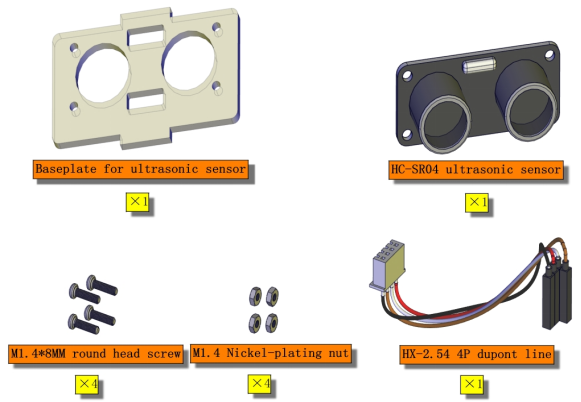 Baseplate for ultrasonic sensor
HC-SR04 ultrasonic sensor
×1
×1
M1.4*8MM round head screw
M1.4 Nickel-plating nut
HX-2.54 4P dupont line
×4
×4
×1